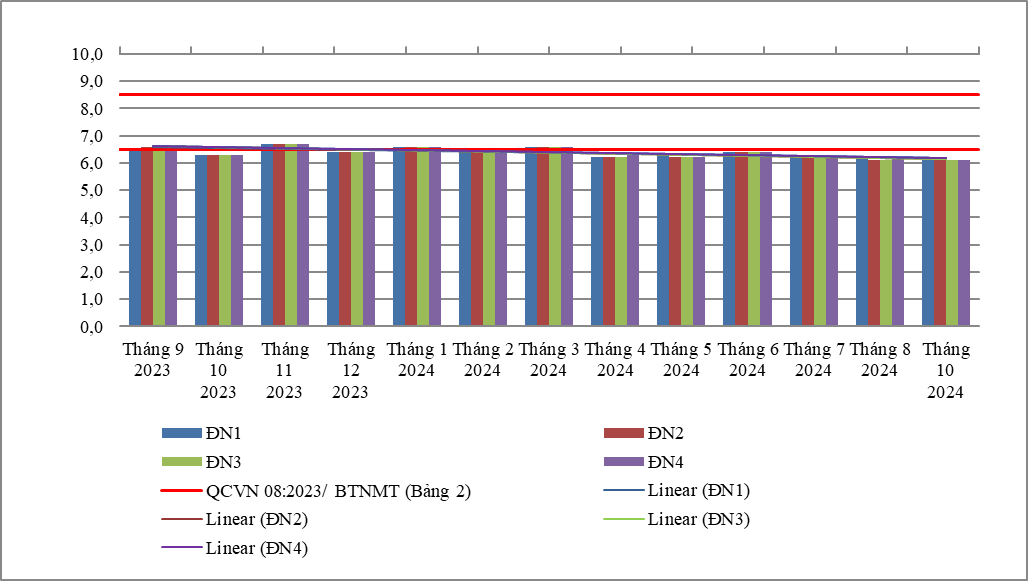 10,0
9,0
8,0
7,0
6,0
5,0
4,0
3,0
2,0
1,0
0,0
Tháng 9 2023
Tháng 10 2023
Tháng 11 2023
Tháng 12 2023
Tháng 1 2024
Tháng 2 2024
Tháng 3 2024
Tháng 4 2024
Tháng 5 2024
Tháng 6 2024
Tháng 7 2024
Tháng 8 2024
Tháng 10 2024
ĐN1
ĐN2
ĐN3
ĐN4
QCVN 08:2023/ BTNMT (Bảng 2)
Linear (ĐN1)
Linear (ĐN2)
Linear (ĐN3)
Linear (ĐN4)